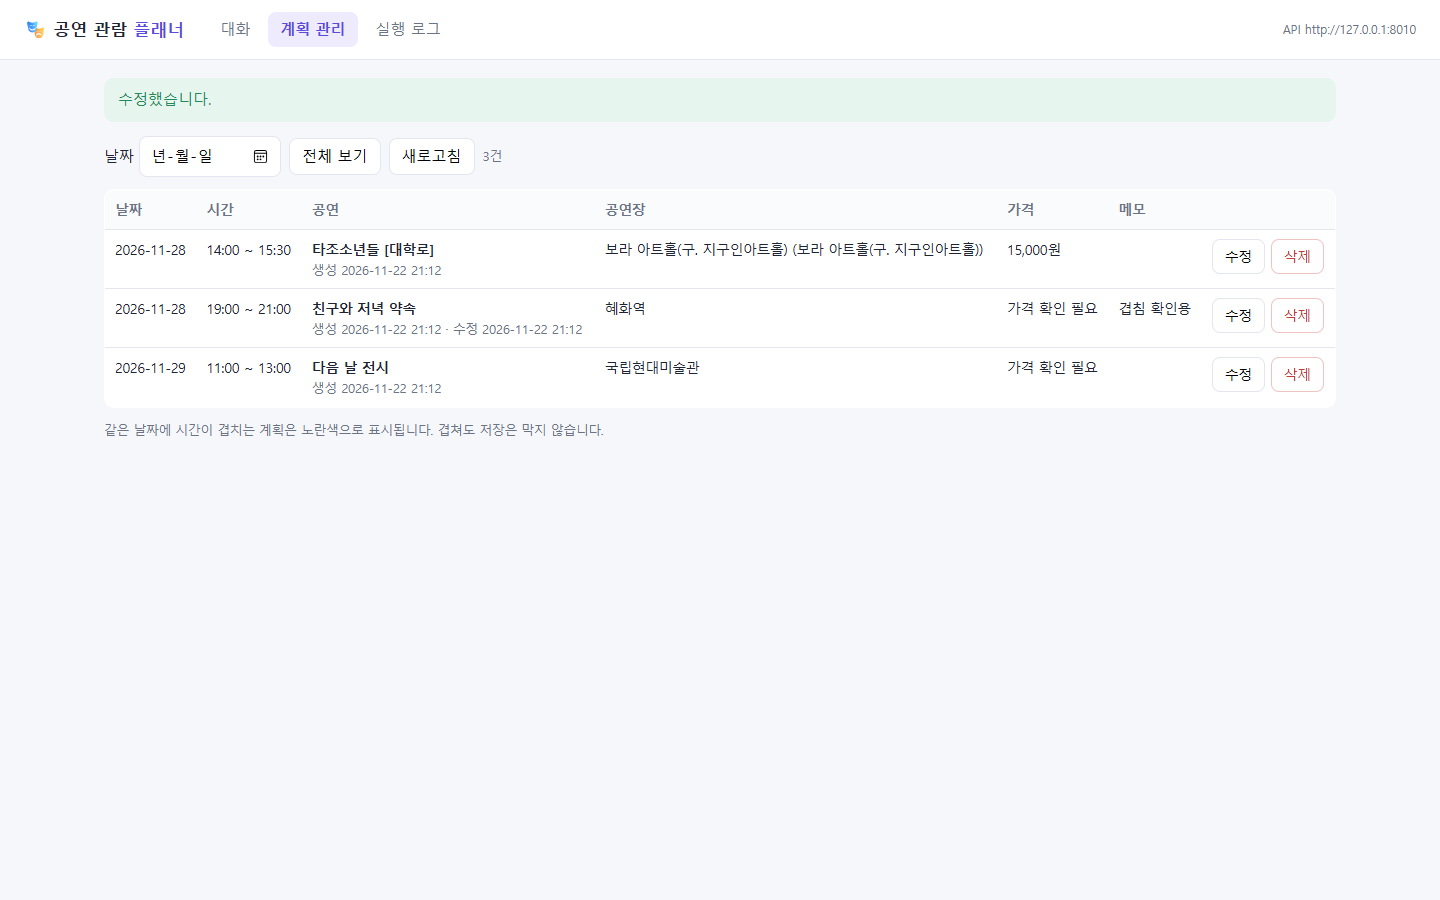 공연 관람 플래너 대화 계획 관리 실행 로그 API http://127.0.0.1:8010
수정했습니다.
날짜 년-월-일 전체 보기 새로고침 3건
날짜 시간 공연 공연장 가격 메모
2026-11-28 14:00 ~ 15:30 타조소년들 [대학로] 보라 아트홀(구. 지구인아트홀) (보라 아트홀(구. 지구인아트홀)) 15,000원 수정 삭제
생성 2026-11-22 21:12
2026-11-28 19:00 ~ 21:00 친구와 저녁 약속 혜화역 가격 확인 필요 겹침 확인용 수정 삭제
생성 2026-11-22 21:12 · 수정 2026-11-22 21:12
2026-11-29 11:00 ~ 13:00 다음 날 전시 국립현대미술관 가격 확인 필요 수정 삭제
생성 2026-11-22 21:12
같은 날짜에 시간이 겹치는 계획은 노란색으로 표시됩니다. 겹쳐도 저장은 막지 않습니다.